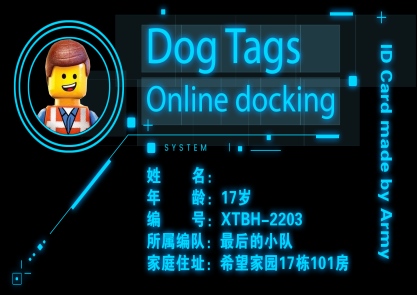 Dog Tags
Online docking
SYSTEM
姓 名：
年 龄：17岁
编 号：XTBH-2203
所属编队：最后的小队
家庭住址：希望家园17栋101房
ID Card made by Army